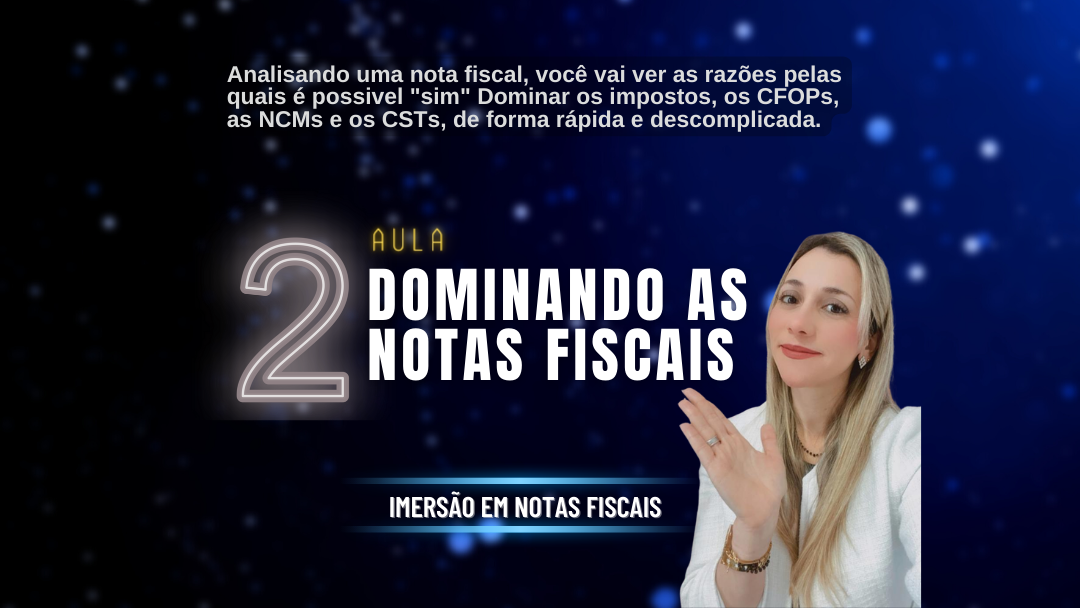 Analisando uma nota fiscal, você vai ver as razões pelas
quais é possivel "sim" Dominar os impostos, os CFOPs,
as NCMs e os CSTs, de forma rápida e descomplicada.
2
AULA
DOMINANDO AS
NOTAS FISCAIS
IMERSÃO EM NOTAS FISCAIS